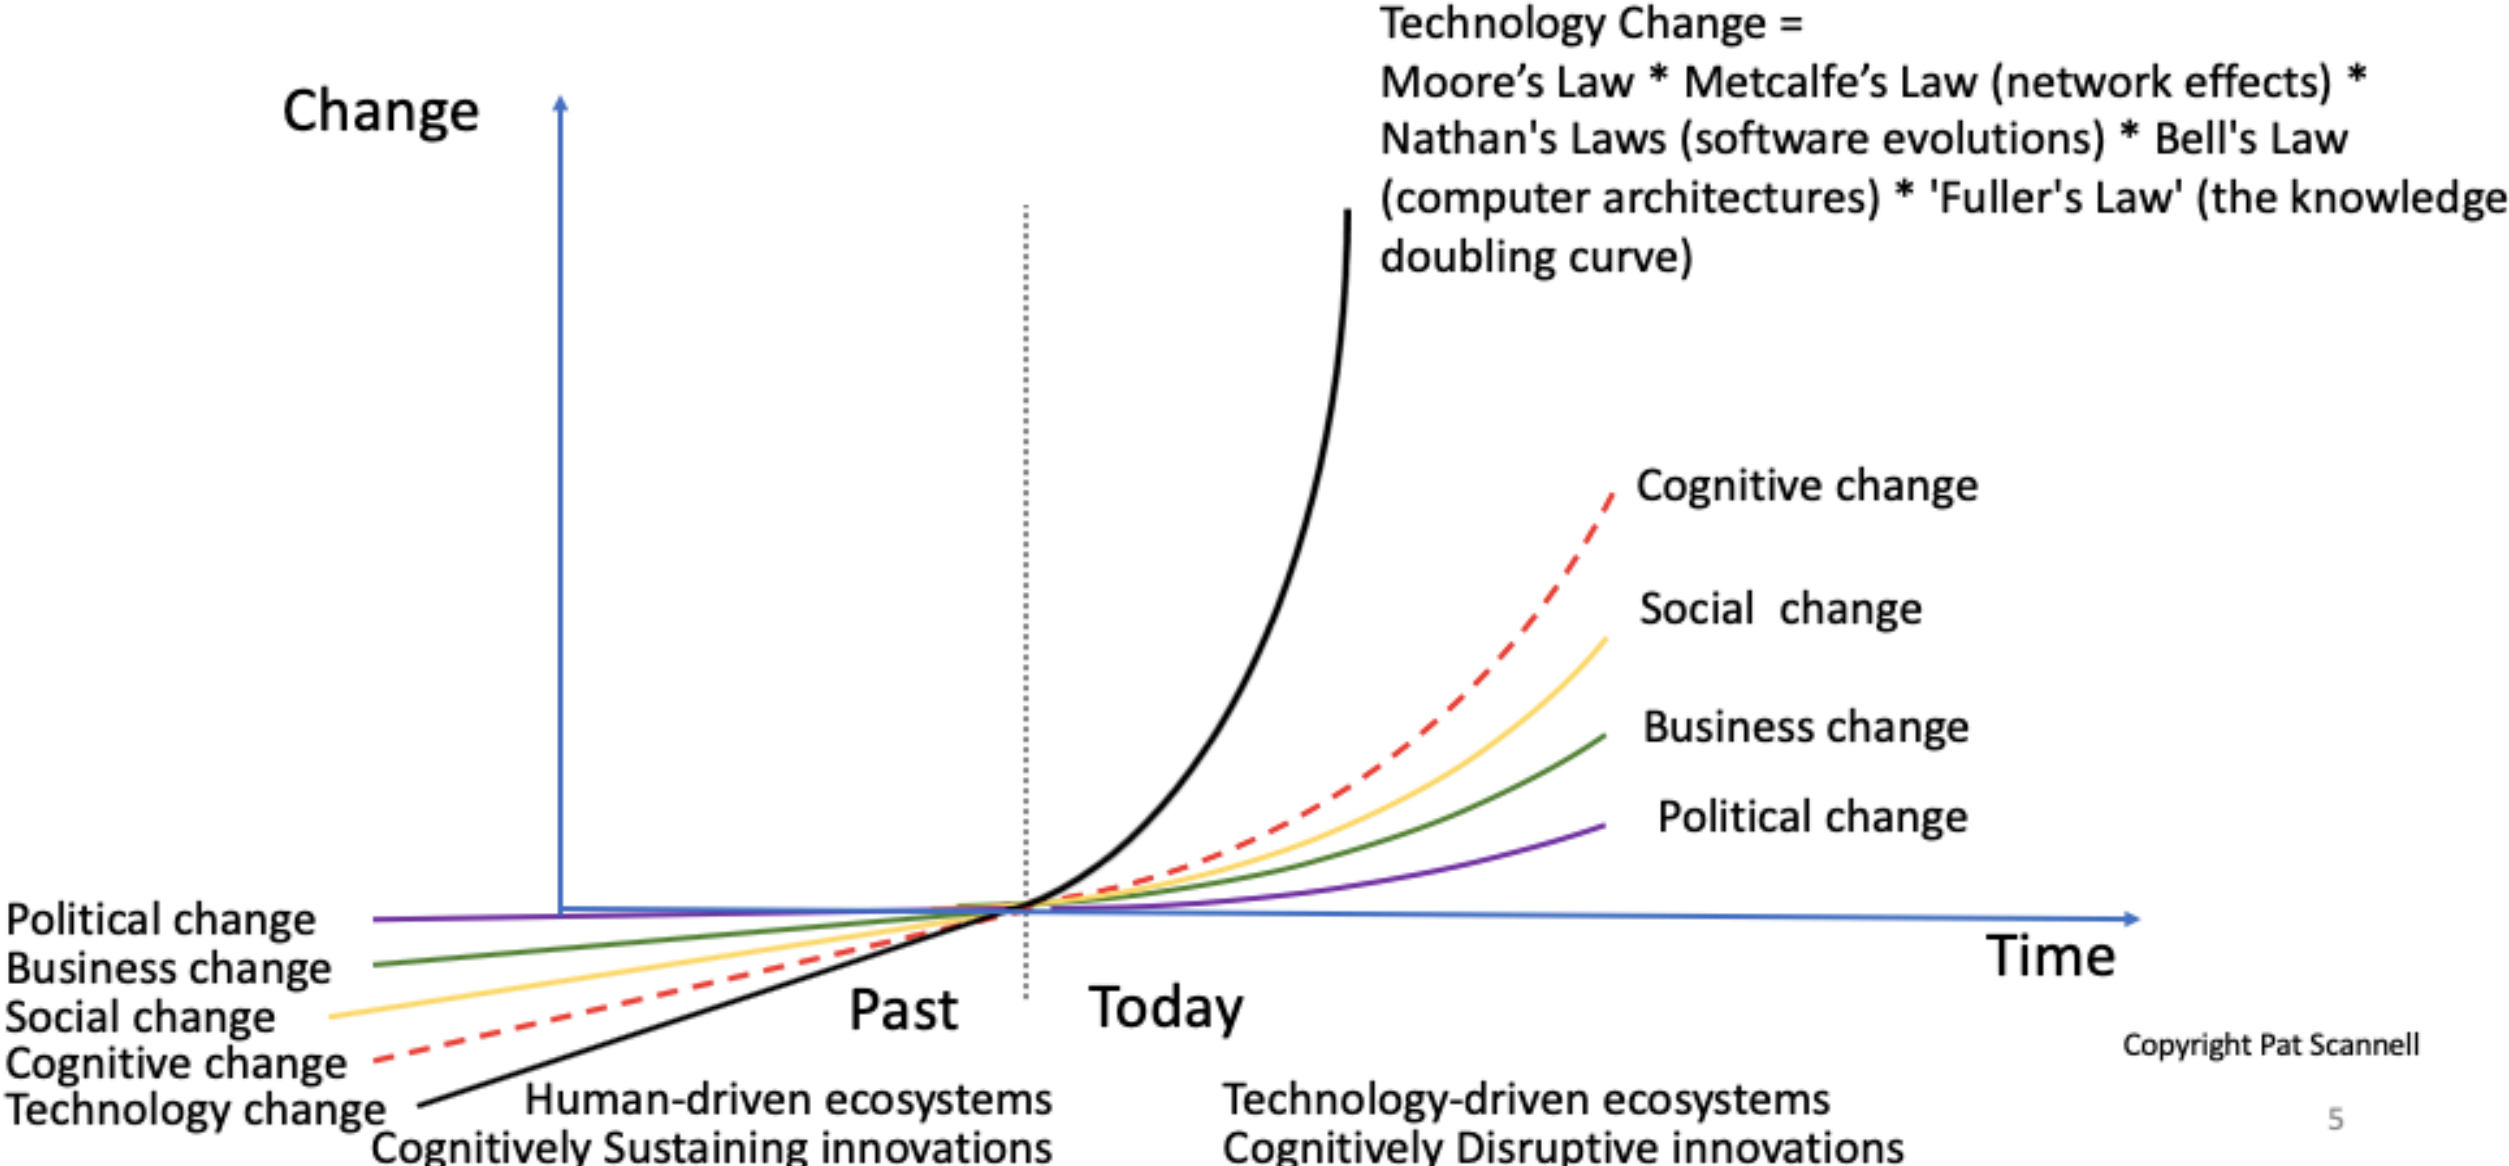 Technology Change =
Moore’s Law * Metcalfe’s Law (network effects) *
Nathan's Laws (software evolutions) * Bell's Law
(computer architectures) * 'Fuller's Law' (the knowledge
doubling curve)
Change
Cognitive change
Social change
Business change
Political change
Political change
Business change
Social change
Cognitive change
Technology change
Time
Past
Today
Copyright Pat Scannell
Human-driven ecosystems
Cognitively Sustaining innovations
Technology-driven ecosystems
Cognitively Disruptive innovations
5